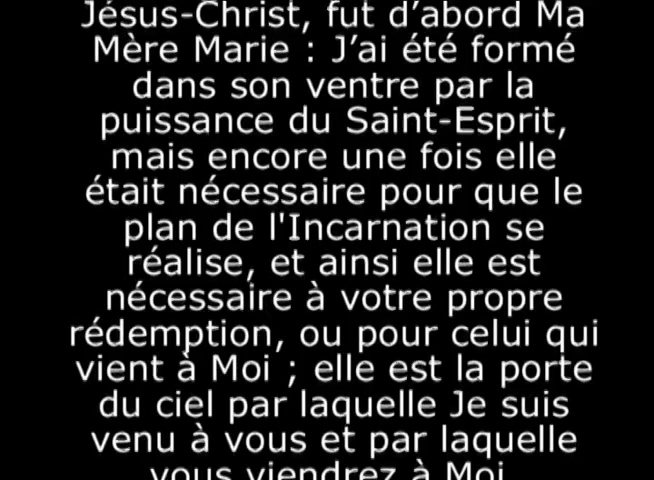 Jésus-Christ, fut d’abord Ma
Mère Marie : J’ai été formé
dans son ventre par la
puissance du Saint-Esprit,
mais encore une fois elle
était nécessaire pour que le
plan de l'Incarnation se
réalise, et ainsi elle est
nécessaire à votre propre
rédemption, ou pour celui qui
vient à Moi ; elle est la porte
du ciel par laquelle Je suis
venu à vous et par laquelle
vous viendrez à Moi